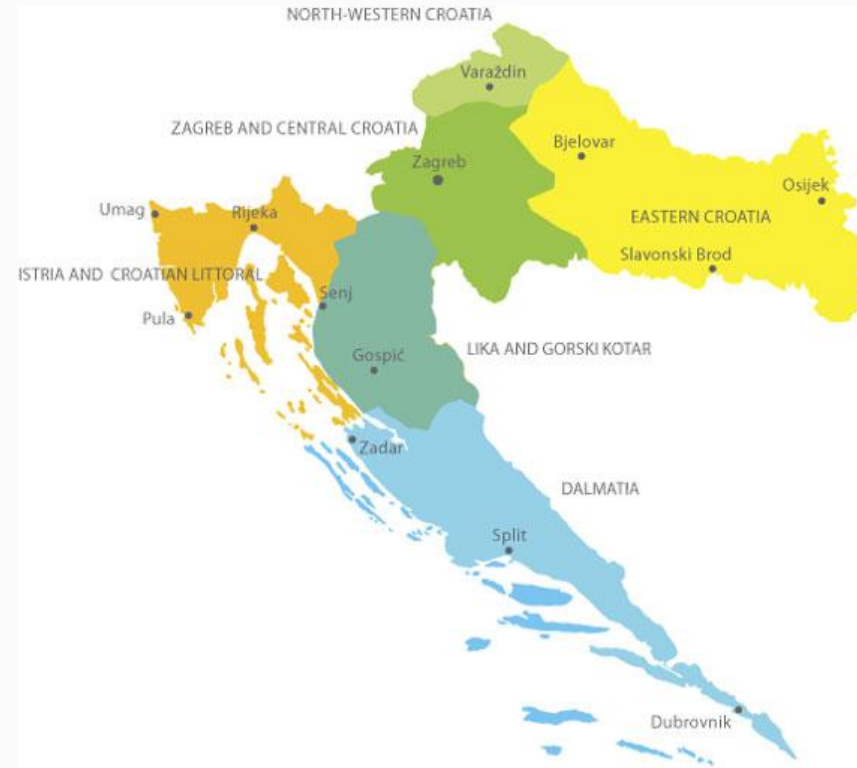 NORTH-WESTERN CROATIA
Varaždin
ZAGREB AND CENTRAL CROATIA
Bjelovar
Zagreb
Osijek
Umag
Rijeka
EASTERN CROATIA
Slavonski Brod
ISTRIA AND CROATIAN LITTORAL
Senj
Pula
LIKA AND GORSKI KOTAR
Gospić
Zadar
DALMATIA
Split
Dubrovnik